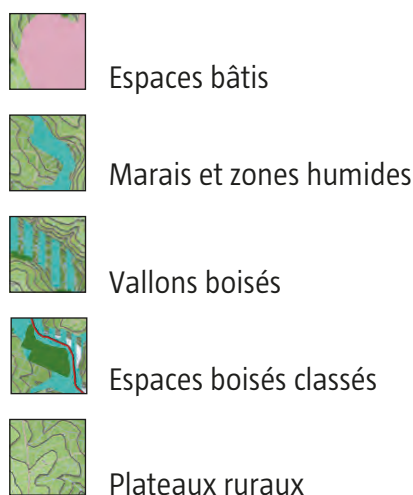 Espaces bâtis
Marais et zones humides
Vallons boisés
Espaces boisés classés
Plateaux ruraux